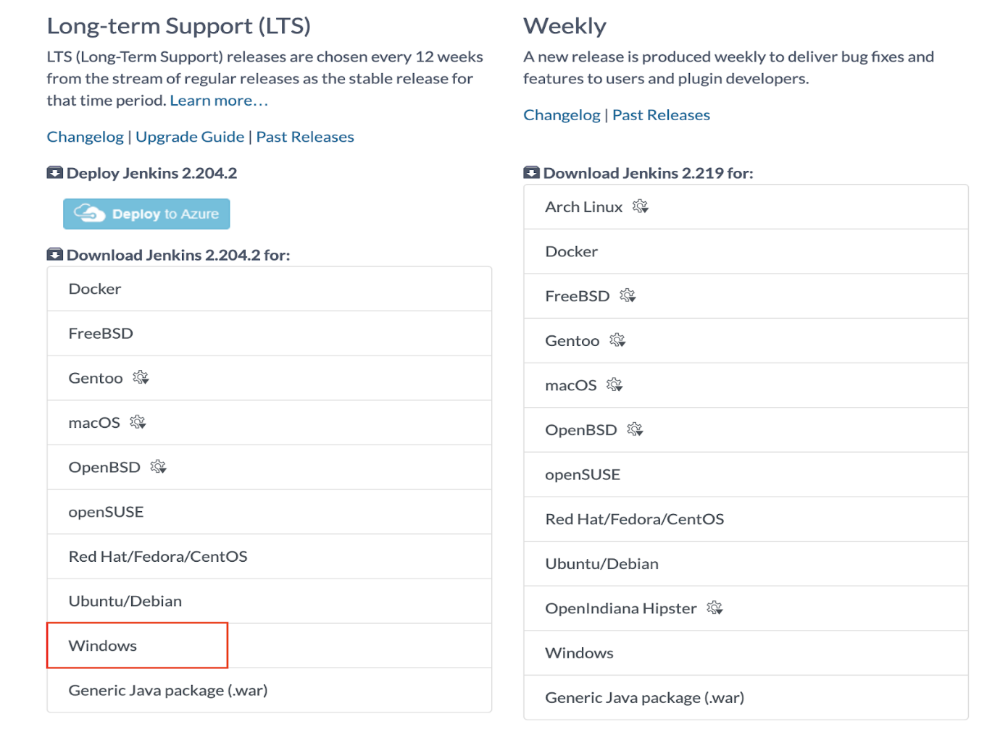 Long-term Support (LTS)
LTS (Long-Term Support) releases are chosen every 12 weeks
from the stream of regular releases as the stable release for
that time period. Learn more...
Changelog | Upgrade Guide | Past Releases
Deploy Jenkins 2.204.2
Deploy to Azure
Download Jenkins 2.204.2 for:
Docker
FreeBSD
Gentoo
macOS
OpenBSD
openSUSE
Red Hat/Fedora/CentOS
Ubuntu/Debian
Windows
Generic Java package (.war)
Weekly
A new release is produced weekly to deliver bug fixes and
features to users and plugin developers.
Changelog | Past Releases
Download Jenkins 2.219 for:
Arch Linux
Docker
FreeBSD
Gentoo
macOS
OpenBSD
openSUSE
Red Hat/Fedora/CentOS
Ubuntu/Debian
OpenIndiana Hipster
Windows
Generic Java package (.war)